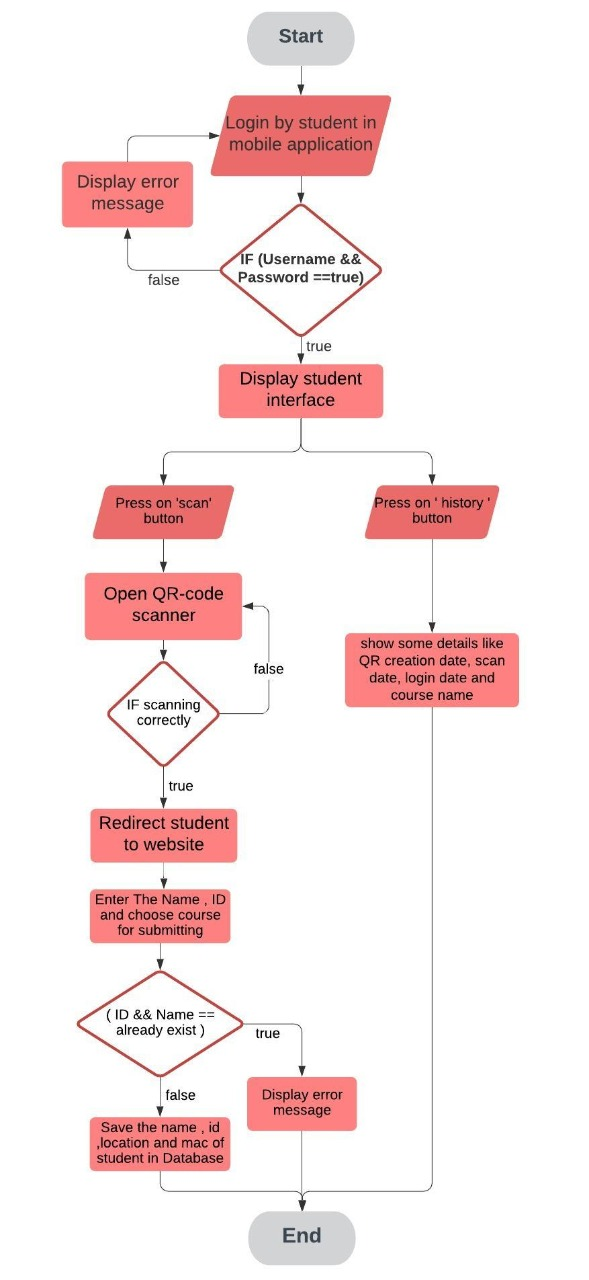 Start
Login by student in
mobile application
Display error
message
IF (Username &&
Password ==true)
false
true
Display student
interface
Press on 'scan'
button
Press on ' history '
button
Open QR-code
scanner
show some details like
QR creation date, scan
date, login date and
course name
false
IF scanning
correctly
true
Redirect student
to website
Enter The Name , ID
and choose course
for submitting
( ID && Name ==
already exist )
true
false
Display error
message
Save the name , id
,location and mac of
student in Database
End